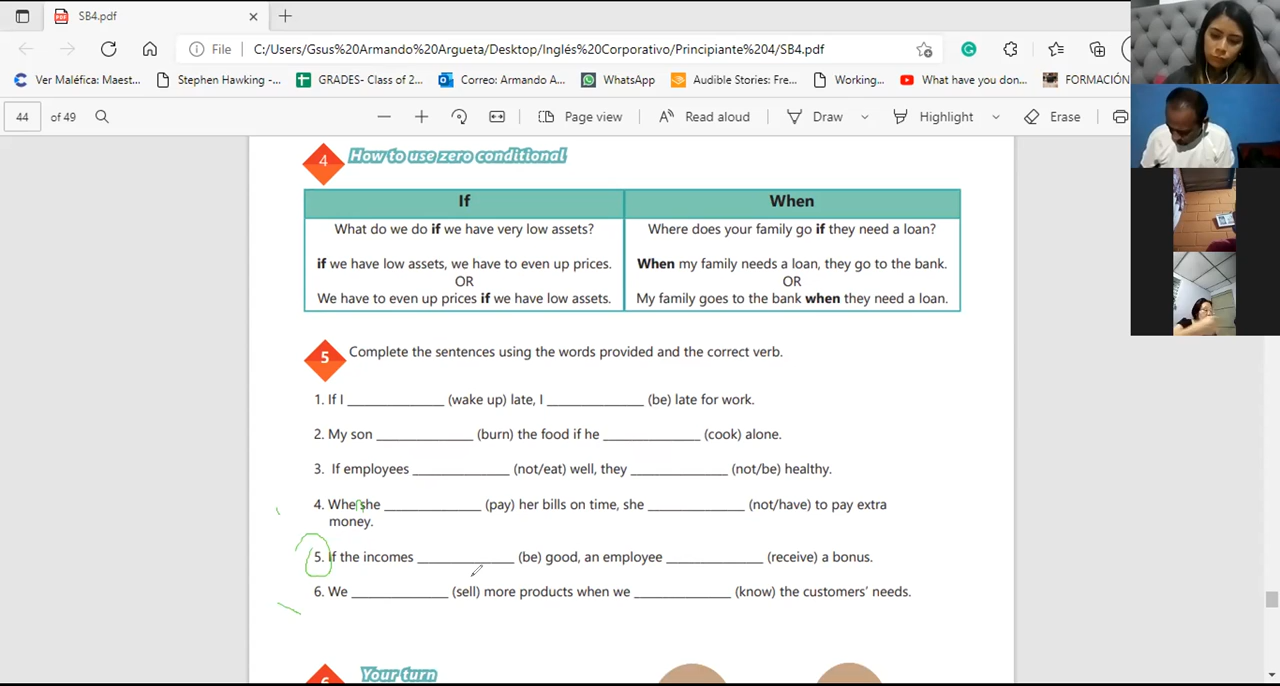 SB4.pdf
File C:/Users/Gsus%20Armando%20Argueta/Desktop/Inglés%20Corporativo/Principiante%204/SB4.pdf
Ver Maléfica: Maest... Stephen Hawking -... GRADES- Class of 2... Correo: Armando A... WhatsApp Audible Stories: Fre... Working... What have you don... FORMACIÓN
44 of 49 Page view Read aloud Draw Highlight Erase
4 How to use zero conditional
If When
What do we do if we have very low assets? Where does your family go if they need a loan?
if we have low assets, we have to even up prices. When my family needs a loan, they go to the bank.
OR OR
We have to even up prices if we have low assets. My family goes to the bank when they need a loan.
5 Complete the sentences using the words provided and the correct verb.
1. If I ______________ (wake up) late, I ______________ (be) late for work.
2. My son ______________ (burn) the food if he ______________ (cook) alone.
3. If employees ______________ (not/eat) well, they ______________ (not/be) healthy.
4. When she ______________ (pay) her bills on time, she ______________ (not/have) to pay extra
money.
5. If the incomes ______________ (be) good, an employee ______________ (receive) a bonus.
6. We ______________ (sell) more products when we ______________ (know) the customers' needs.
6 Your turn